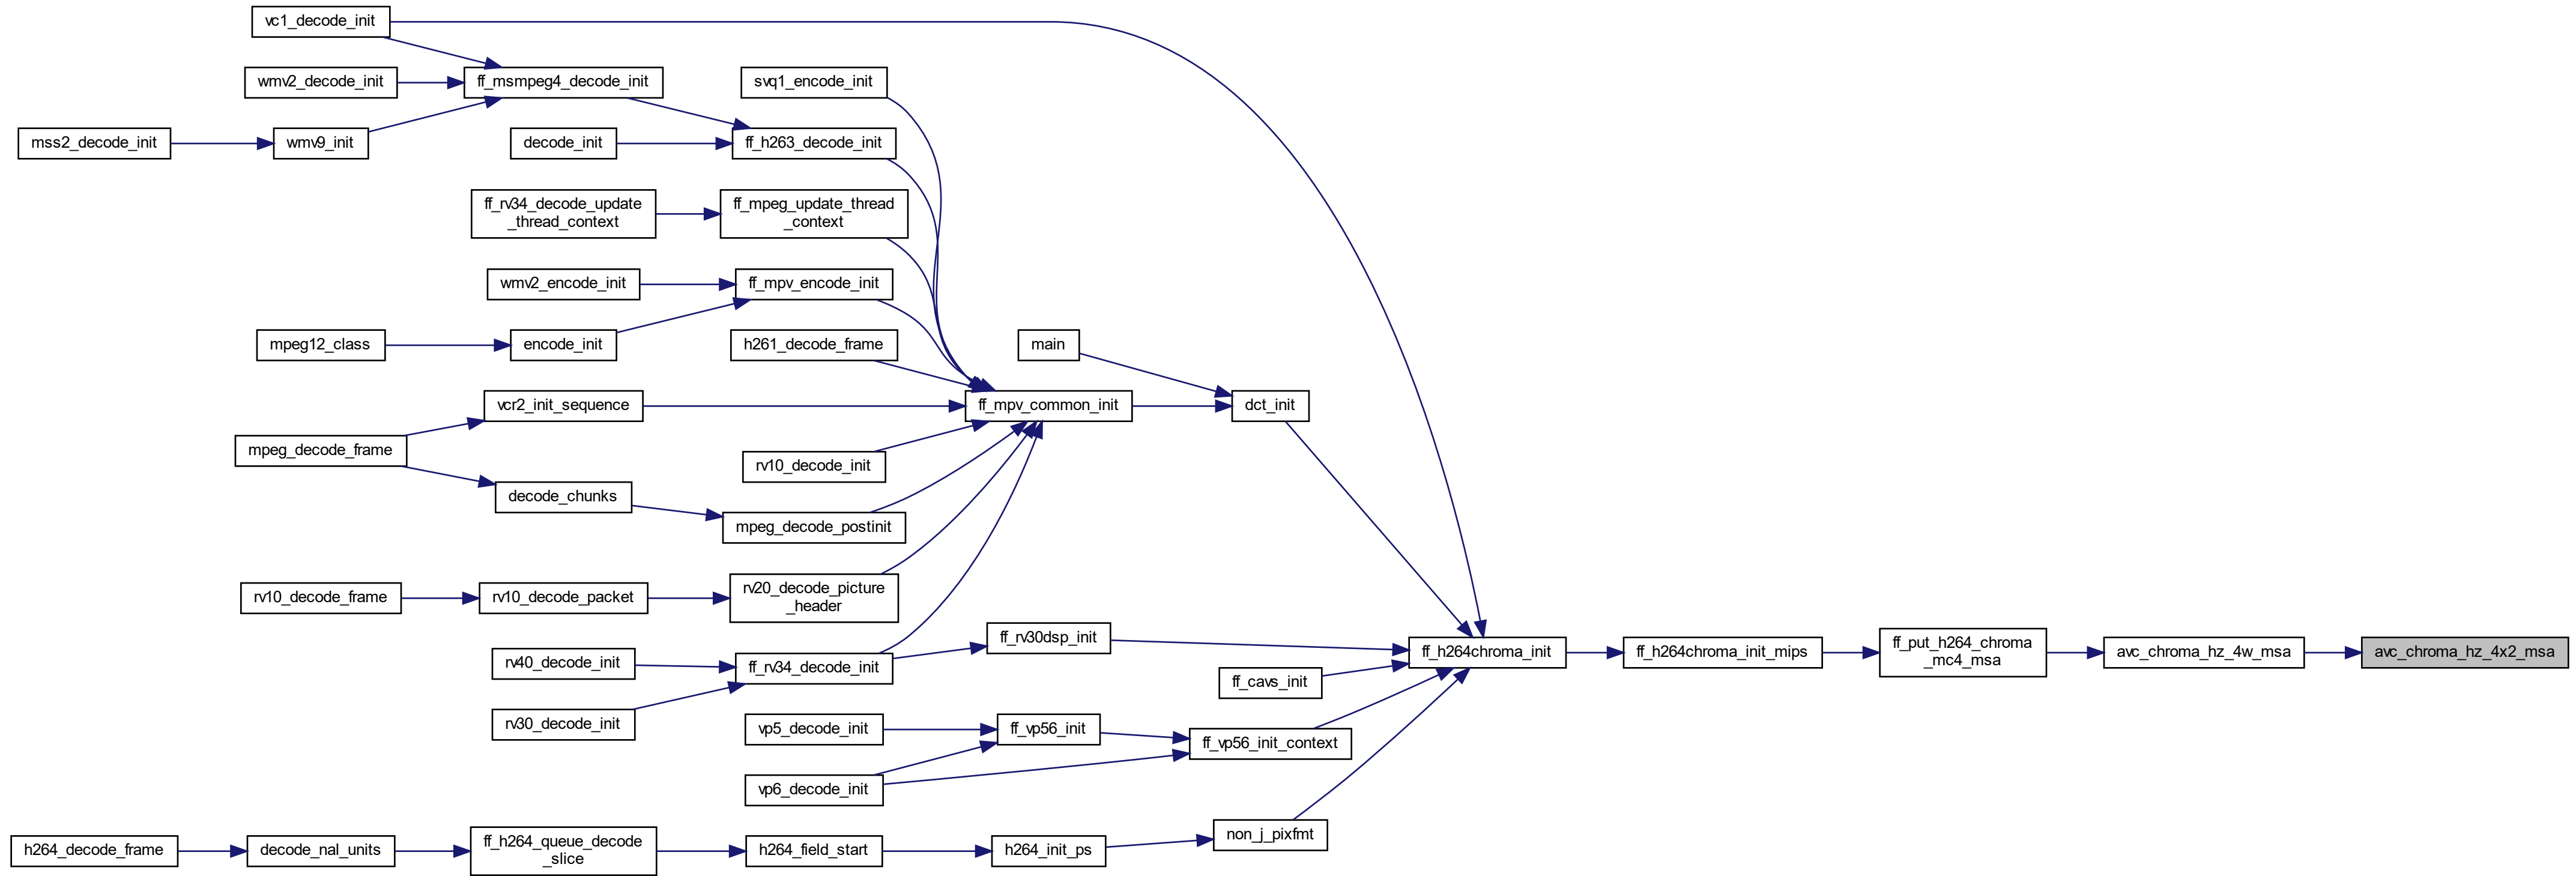 vc1_decode_init
wmv2_decode_init
ff_msmpeg4_decode_init
svq1_encode_init
mss2_decode_init
wmv9_init
decode_init
ff_h263_decode_init
ff_rv34_decode_update
_thread_context
ff_mpeg_update_thread
_context
wmv2_encode_init
ff_mpv_encode_init
mpeg12_class
encode_init
h261_decode_frame
main
vcr2_init_sequence
ff_mpv_common_init
dct_init
mpeg_decode_frame
rv10_decode_init
decode_chunks
mpeg_decode_postinit
rv10_decode_frame
rv10_decode_packet
rv20_decode_picture
_header
rv40_decode_init
ff_rv34_decode_init
ff_rv30dsp_init
ff_h264chroma_init
ff_h264chroma_init_mips
ff_put_h264_chroma
_mc4_msa
avc_chroma_hz_4w_msa
avc_chroma_hz_4x2_msa
ff_cavs_init
rv30_decode_init
vp5_decode_init
ff_vp56_init
ff_vp56_init_context
vp6_decode_init
non_j_pixfmt
h264_decode_frame
decode_nal_units
ff_h264_queue_decode
_slice
h264_field_start
h264_init_ps